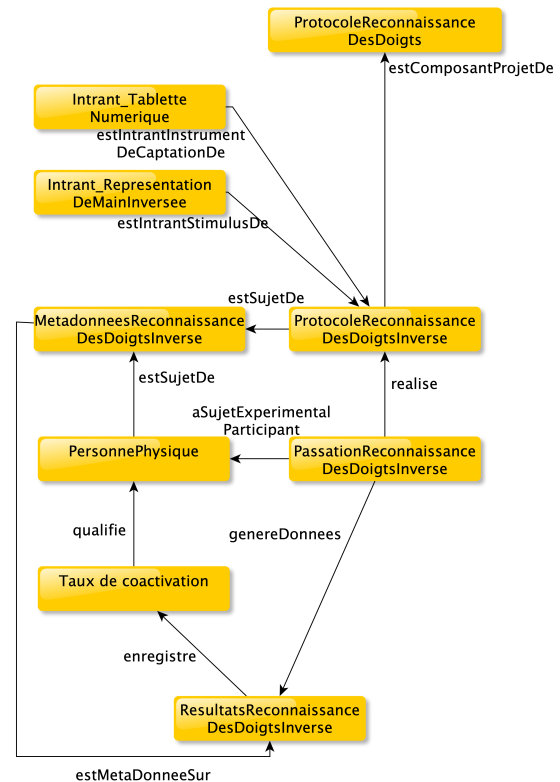 ProtocoleReconnaissance
DesDoigts
estComposantProjetDe
Intrant_Tablette
Numerique
estIntrantInstrument
DeCaptationDe
Intrant_Representation
DeMainInversee
estIntrantStimulusDe
estSujetDe
MetadonneesReconnaissance
DesDoigtsInverse
ProtocoleReconnaissance
DesDoigtsInverse
estSujetDe
realise
aSujetExperimental
Participant
PersonnePhysique
PassationReconnaissance
DesDoigtsInverse
qualifie
genereDonnees
Taux de coactivation
enregistre
ResultatsReconnaissance
DesDoigtsInverse
estMetaDonneeSur